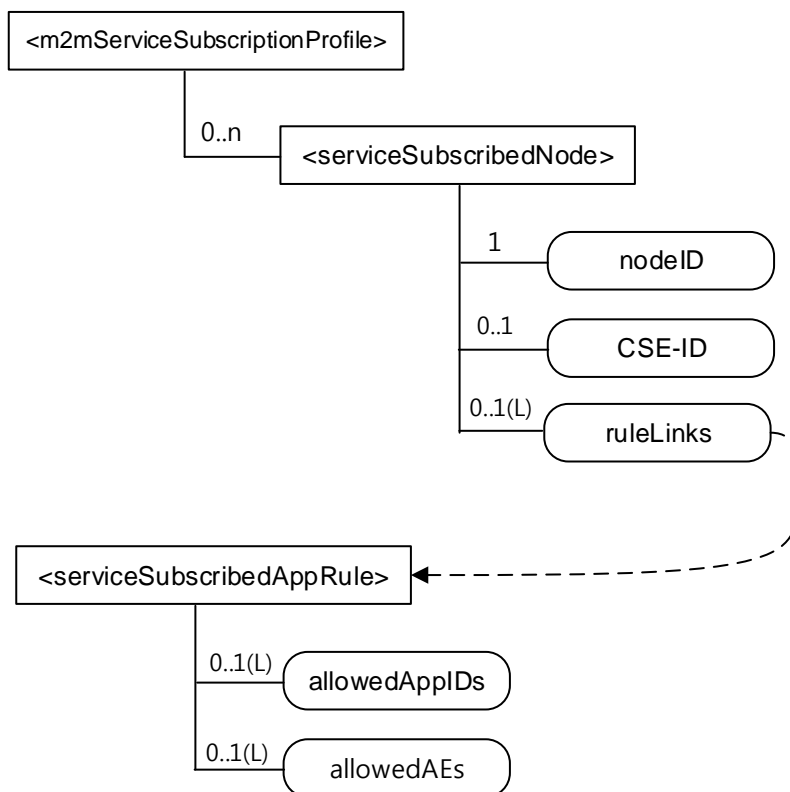 <m2mServiceSubscriptionProfile>
0..n
<serviceSubscribedNode>
1
nodeID
0..1
CSE-ID
0..1(L)
ruleLinks
<serviceSubscribedAppRule>
0..1(L)
allowedAppIDs
0..1(L)
allowedAEs